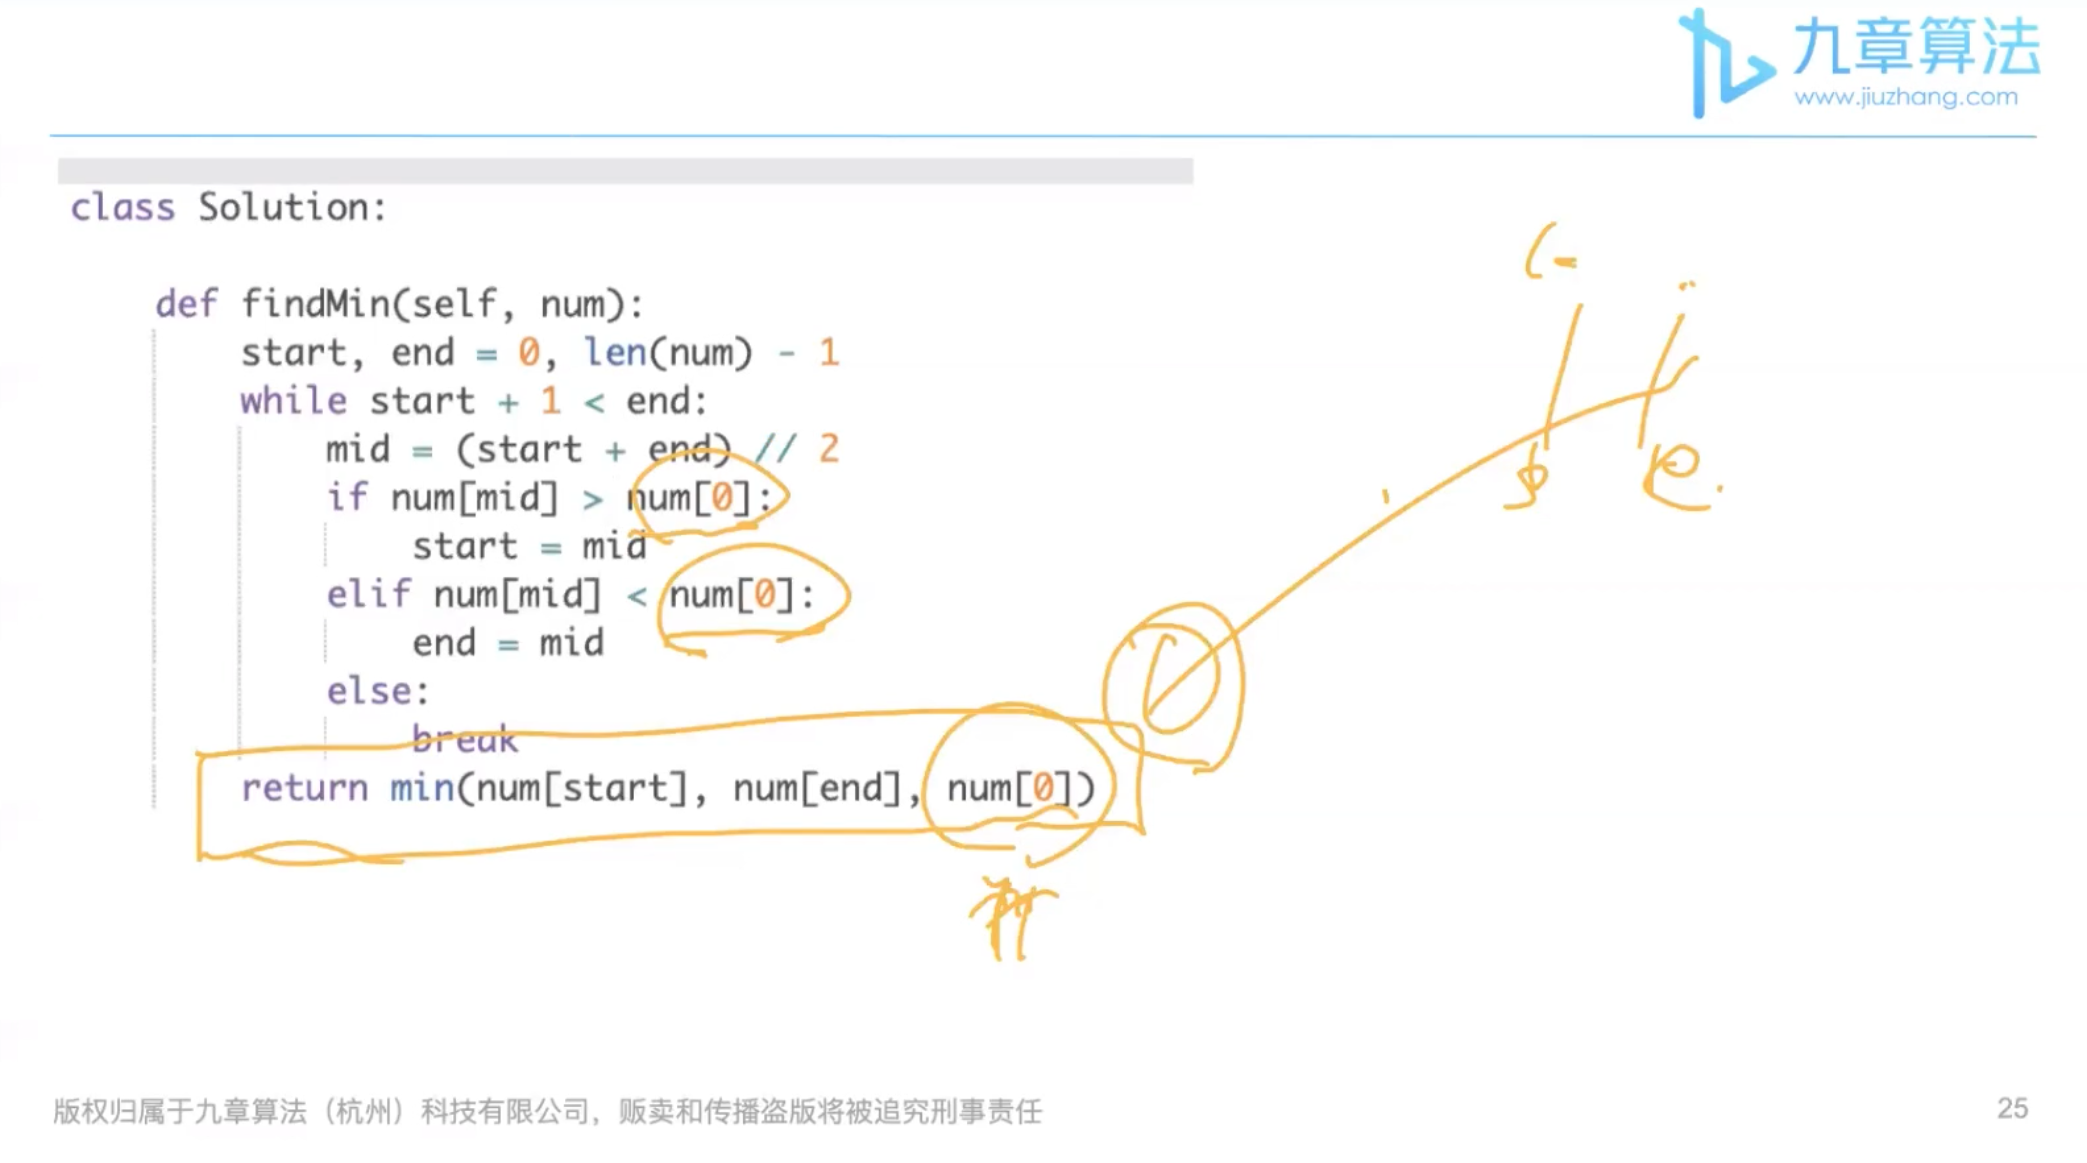 九章算法
www.jiuzhang.com
class Solution:
def findMin(self, num):
start, end = 0, len(num) - 1
while start + 1 < end:
mid = (start + end) // 2
if num[mid] > num[0]:
start = mid
elif num[mid] < num[0]:
end = mid
else:
break
return min(num[start], num[end], num[0])
版权归属于九章算法（杭州）科技有限公司，贩卖和传播盗版将被追究刑事责任
25